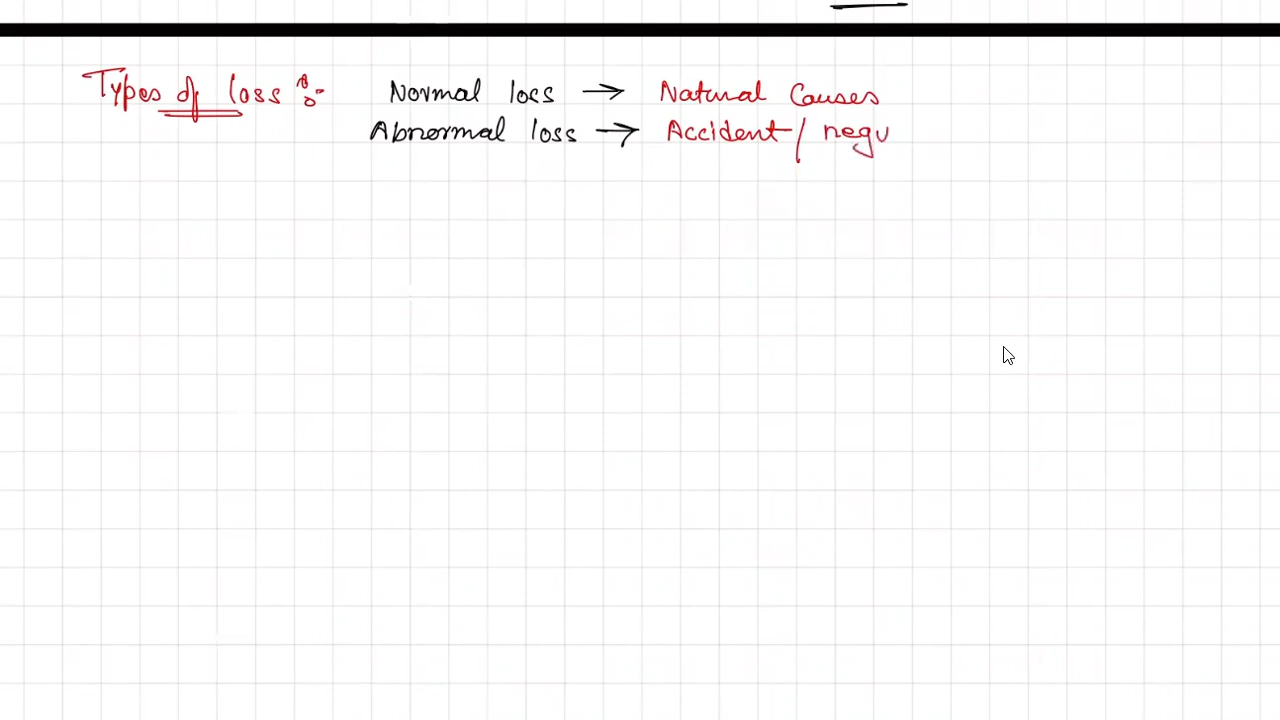 Types of loss :- Normal loss → Natural Causes
Abnormal loss → Accident / negu